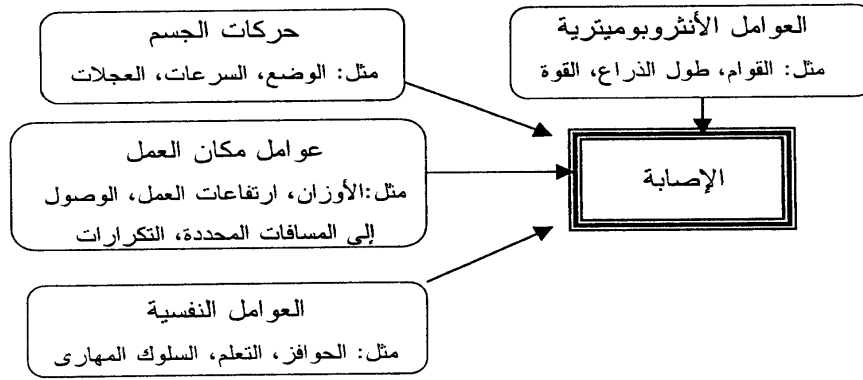 العوامل الأنثروبوميترية
مثل: القوام، طول الذراع، القوة
حركات الجسم
مثل: الوضع، السرعات، العجلات
عوامل مكان العمل
مثل:الأوزان، ارتفاعات العمل، الوصول
إلى المسافات المحددة، التكرارات
الإصابة
العوامل النفسية
مثل: الحوافز، التعلم، السلوك المهارى